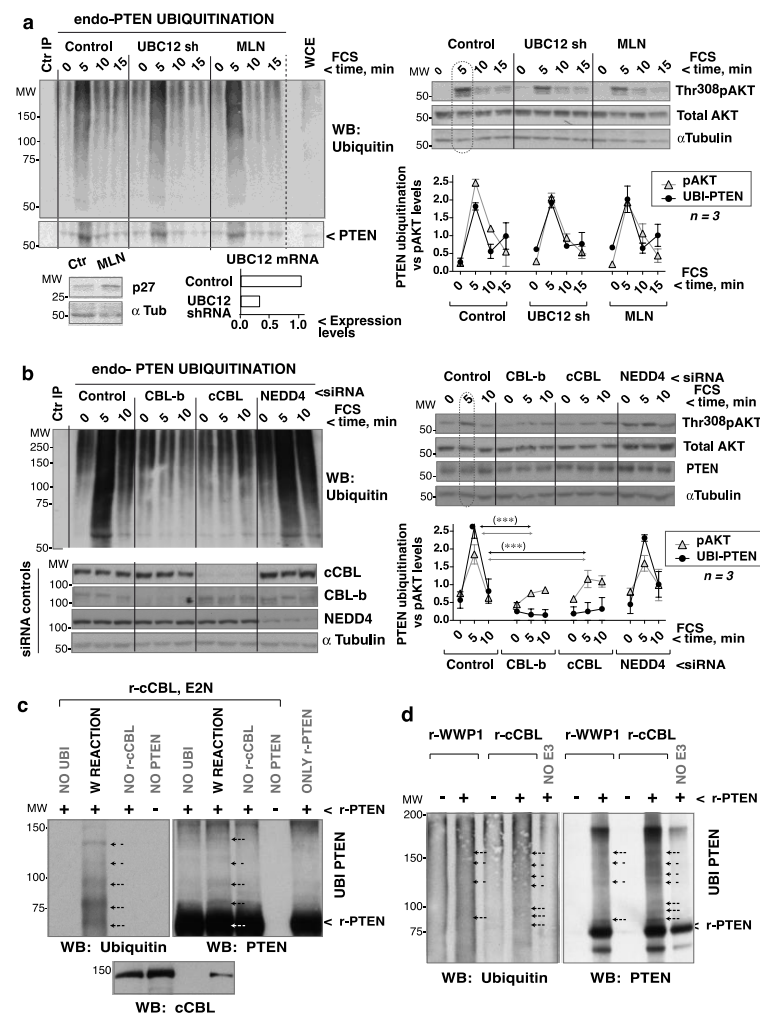 a
endo-PTEN UBIQUITINATION
Ctr IP
Control
UBC12 sh
MLN
WCE
FCS
0 5 10 15 0 5 10 15 0 5 10 15
< time, min
MW
150
100
75
50
WB:
Ubiquitin
50
< PTEN
Ctr MLN
MW
25
p27
50
α Tub
UBC12 mRNA
Control
UBC12
shRNA
0.0 0.5 1.0
< Expression
levels
Control
UBC12 sh
MLN
FCS
0 5 10 15 0 5 10 15 0 5 10 15
< time, min
MW
50
Thr308pAKT
50
Total AKT
50
αTubulin
PTEN ubiquitination
vs pAKT levels
2.5
2.0
1.5
1.0
0.5
0.0
pAKT
UBI-PTEN
n = 3
0 5 10 15 0 5 10 15 0 5 10 15
FCS
< time, min
Control
UBC12 sh
MLN
b
endo- PTEN UBIQUITINATION
Ctr IP
Control
CBL-b
cCBL
NEDD4
<siRNA
0 5 10 0 5 10 0 5 10 0 5 10
FCS
< time, min
MW
250
150
100
75
50
WB:
Ubiquitin
siRNA controls
MW
100
cCBL
100
CBL-b
100
NEDD4
50
α Tubulin
Control
CBL-b
cCBL
NEDD4
<siRNA
0 5 10 0 5 10 0 5 10 0 5 10
FCS
< time, min
MW
50
Thr308pAKT
50
Total AKT
50
PTEN
50
αTubulin
PTEN ubiquitination
vs pAKT levels
2.5
2.0
1.5
1.0
0.5
0.0
(***)
(***)
pAKT
UBI-PTEN
n = 3
0 5 10 0 5 10 0 5 10 0 5 10
FCS
< time, min
Control
CBL-b
cCBL
NEDD4
<siRNA
c
r-cCBL, E2N
NO UBI
W REACTION
NO r-cCBL
NO PTEN
NO UBI
W REACTION
NO r-cCBL
NO PTEN
ONLY r-PTEN
MW
+ + + - + + + - + < r-PTEN
150
100
75
UBI PTEN
< r-PTEN
WB: Ubiquitin
WB: PTEN
150
WB: cCBL
d
r-WWP1
r-cCBL
NO E3
r-WWP1
r-cCBL
NO E3
MW
- + - + + - + - + + < r-PTEN
200
150
100
75
UBI PTEN
< r-PTEN
WB: Ubiquitin
WB: PTEN